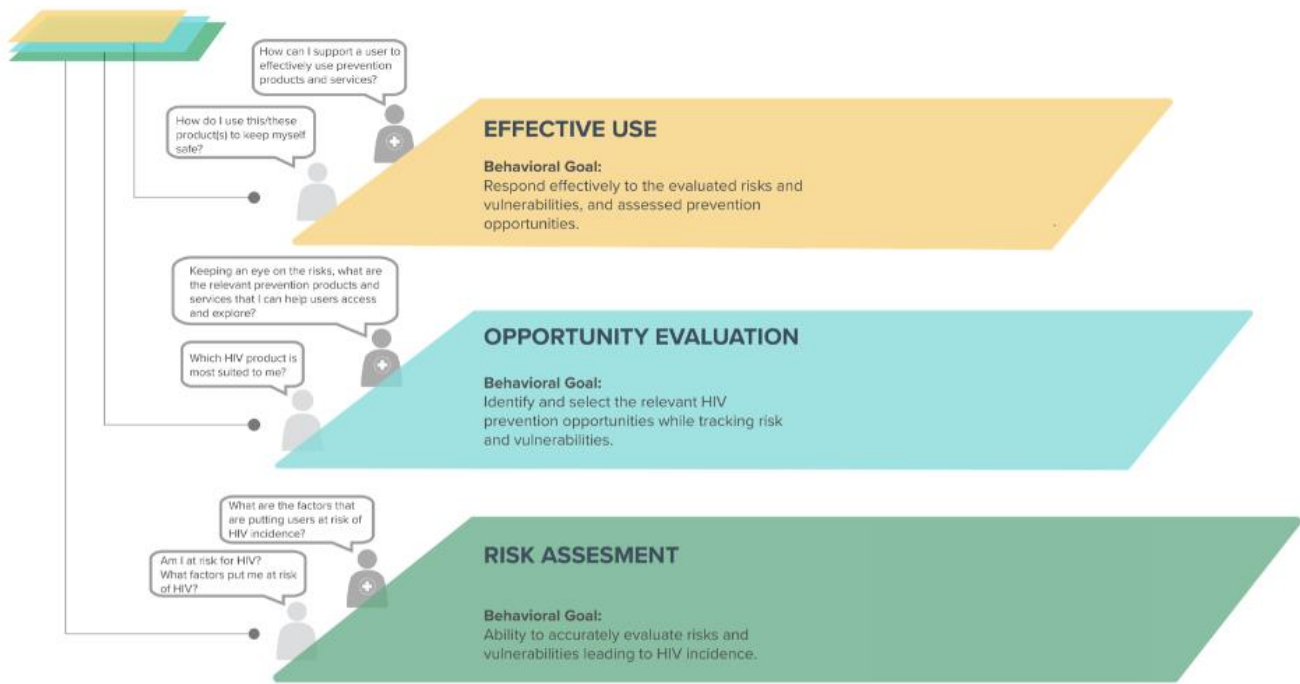 How can I support a user to
effectively use prevention
products and services?
How do I use this/these
product(s) to keep myself
safe?
EFFECTIVE USE
Behavioral Goal:
Respond effectively to the evaluated risks and
vulnerabilities, and assessed prevention
opportunities.
Keeping an eye on the risks, what are
the relevant prevention products and
services that I can help users access
and explore?
Which HIV product is
most suited to me?
OPPORTUNITY EVALUATION
Behavioral Goal:
Identify and select the relevant HIV
prevention opportunities while tracking risk
and vulnerabilities.
What are the factors that
are putting users at risk of
HIV incidence?
Am I at risk for HIV?
What factors put me at risk
of HIV?
RISK ASSESMENT
Behavioral Goal:
Ability to accurately evaluate risks and
vulnerabilities leading to HIV incidence.